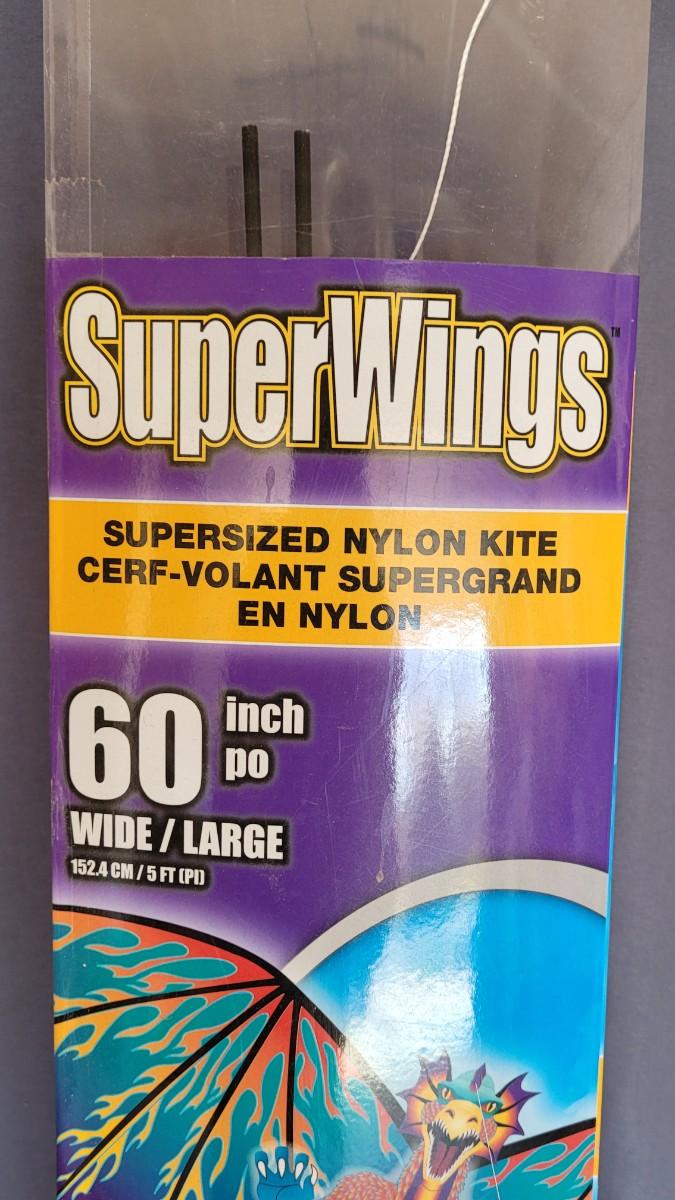 SuperWings™
SUPERSIZED NYLON KITE
CERF-VOLANT SUPERGRAND
EN NYLON
60 inch
po
WIDE / LARGE
152.4 CM / 5 FT (PI)